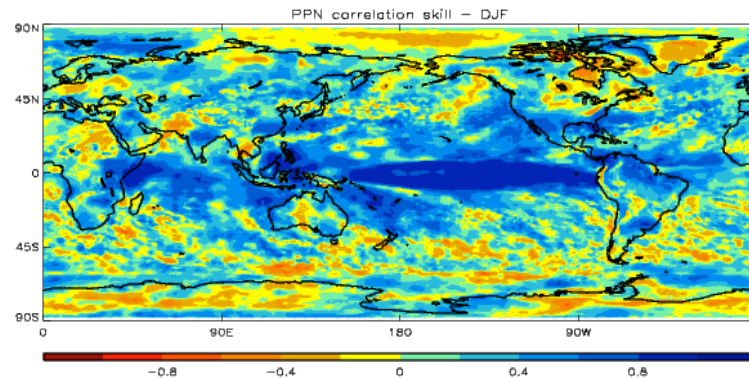 PPN correlation skill - DJF
90N
45N
0
45S
90S
0 90E 180 90W
-0.8 -0.4 0 0.4 0.8